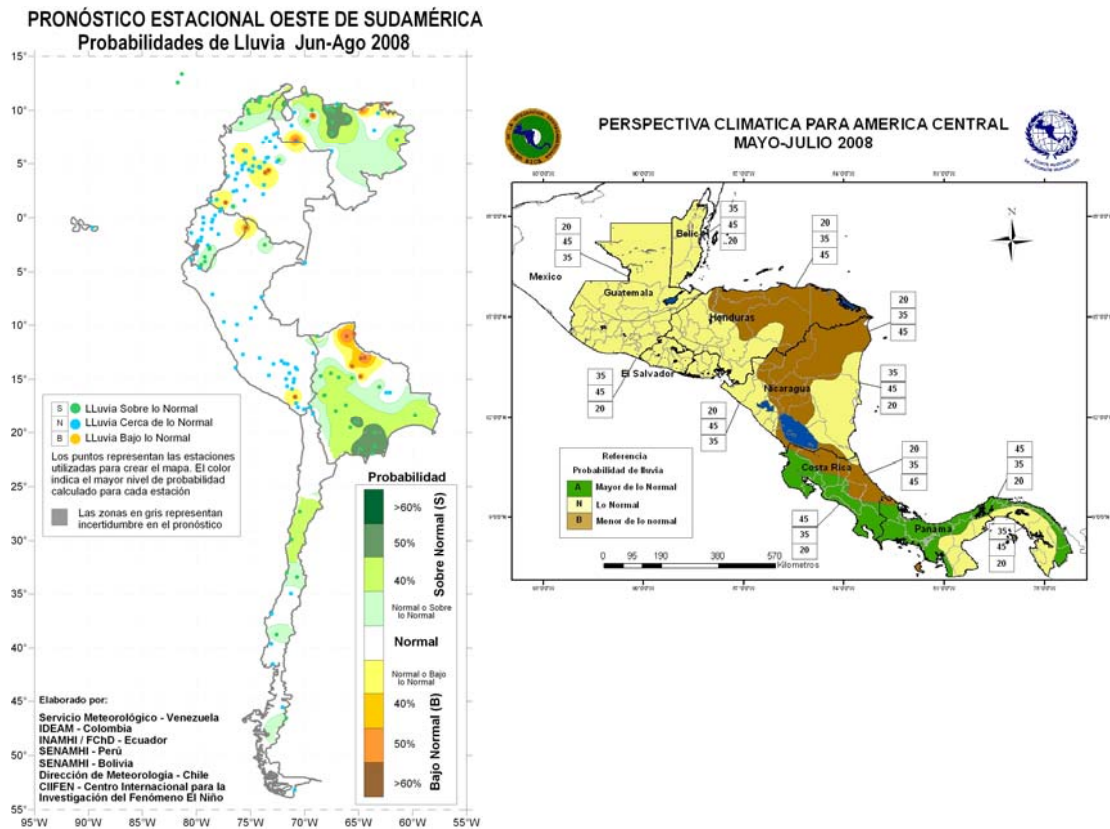 PRONÓSTICO ESTACIONAL OESTE DE SUDAMÉRICA
Probabilidades de Lluvia Jun-Ago 2008
15°
10°
5°
0°
5°
10°
15°
20°
25°
30°
35°
40°
45°
50°
55°
95°W
90°W
85°W
80°W
75°W
70°W
65°W
60°W
55°W
S LLuvia Sobre lo Normal
N LLuvia Cerca de lo Normal
B LLuvia Bajo lo Normal
Los puntos representan las estaciones
utilizadas para crear el mapa. El color
indica el mayor nivel de probabilidad
calculado para cada estación
Las zonas en gris representan
incertidumbre en el pronóstico
Probabilidad
>60%
50%
40%
Normal o Sobre
lo Normal
Normal
Normal o Bajo
lo Normal
40%
50%
>60%
Sobre Normal (S)
Bajo Normal (B)
Elaborado por:
Servicio Meteorológico - Venezuela
IDEAM - Colombia
INAMHI / FChD - Ecuador
SENAMHI - Perú
SENAMHI - Bolivia
Dirección de Meteorología - Chile
CIIFEN - Centro Internacional para la
Investigación del Fenómeno El Niño
PERSPECTIVA CLIMATICA PARA AMERICA CENTRAL
MAYO-JULIO 2008
N
20
45
35
35
45
20
20
35
45
20
35
45
35
45
20
20
45
35
35
45
20
20
35
45
45
35
20
45
35
20
35
45
20
Mexico
Belic
Guatemala
Honduras
El Salvador
Nicaragua
Costa Rica
Panamá
Referencia
Probabilidad de lluvia
A Mayor de lo Normal
N Lo Normal
B Menor de lo normal
0 95 190 380 570
Kilometros